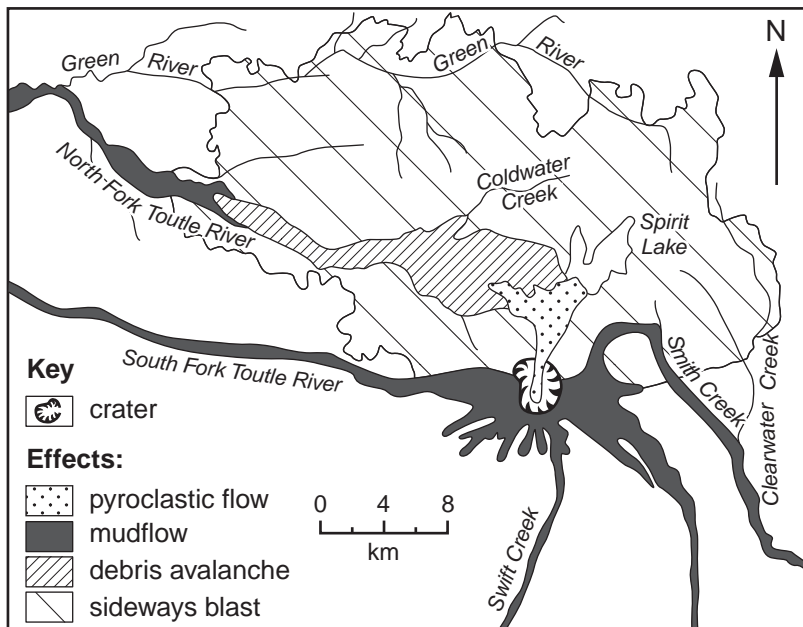 Green River
Green River
N
North Fork Toutle River
Coldwater
Creek
Spirit
Lake
South Fork Toutle River
Smith Creek
Clearwater Creek
Swift Creek
Key
crater
Effects:
pyroclastic flow
mudflow
debris avalanche
sideways blast
0 4 8
km